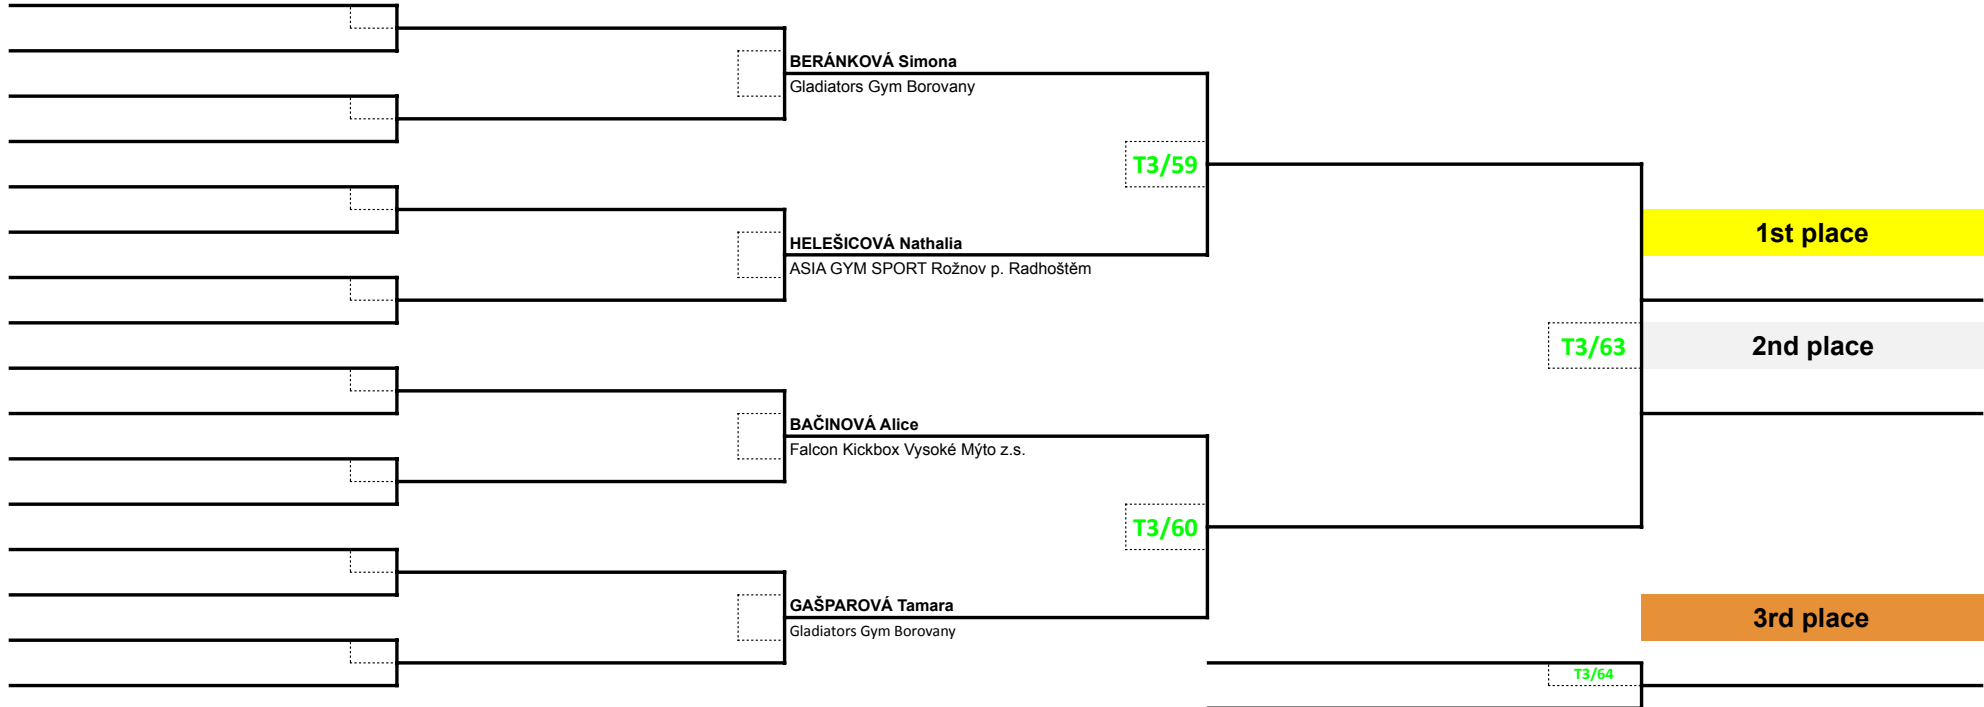 BERÁNKOVÁ Simona
Gladiators Gym Borovany
T3/59
HELEŠICOVÁ Nathalia
ASIA GYM SPORT Rožnov p. Radhoštěm
1st place
T3/63
2nd place
BAČINOVÁ Alice
Falcon Kickbox Vysoké Mýto z.s.
T3/60
GAŠPAROVÁ Tamara
Gladiators Gym Borovany
3rd place
T3/64